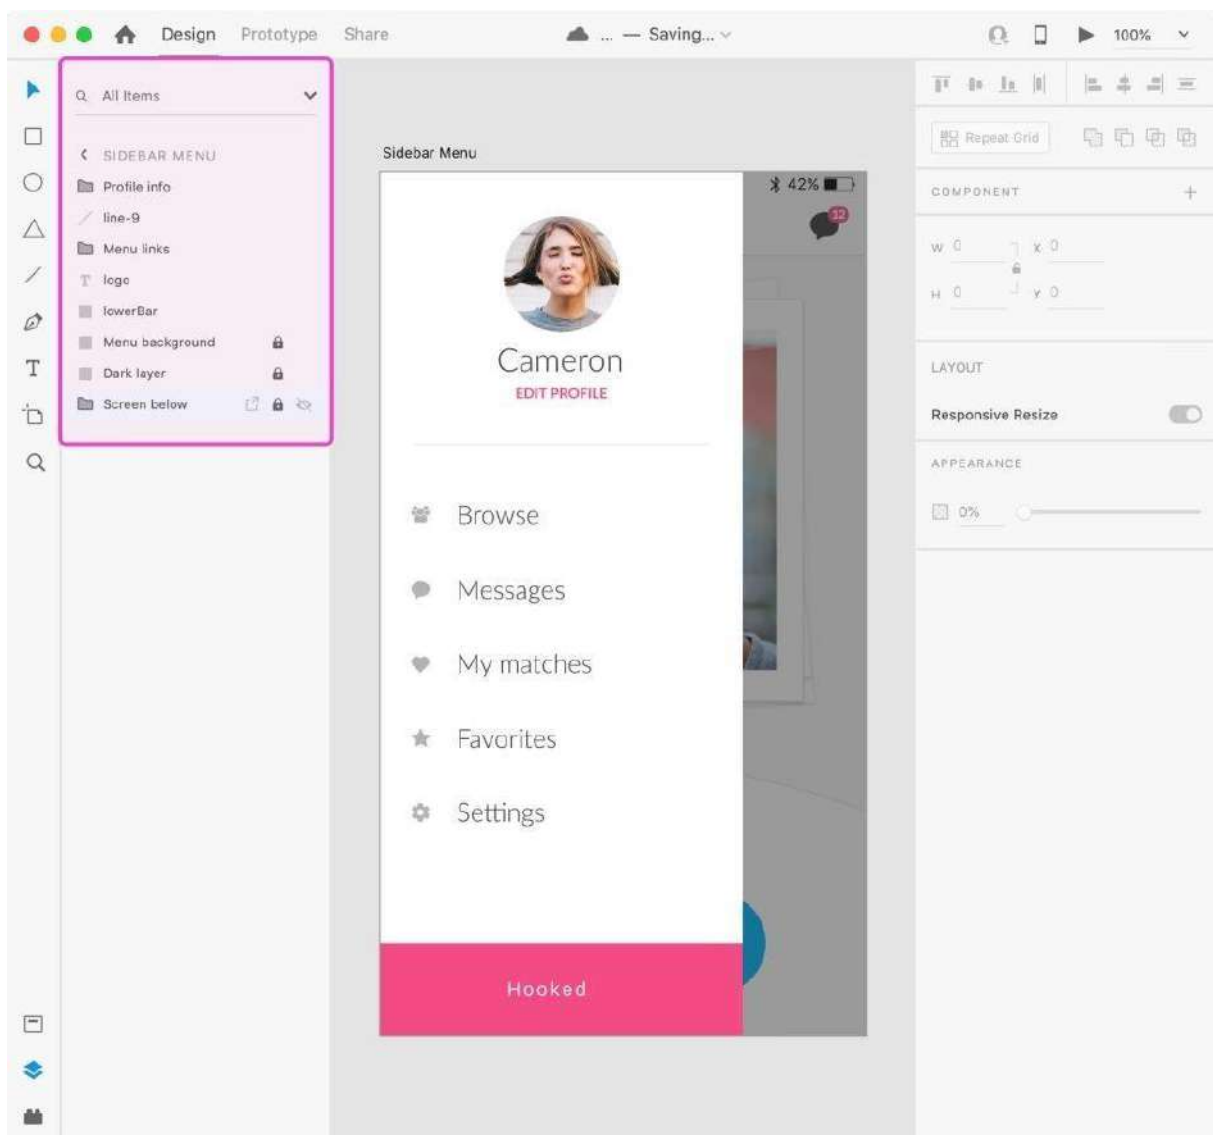 Design Prototype Share ... — Saving... 100%
All Items
SIDEBAR MENU
Profile info
line-9
Menu links
logo
lowerBar
Menu background
Dark layer
Screen below
Sidebar Menu
42%
12
Cameron
EDIT PROFILE
Browse
Messages
My matches
Favorites
Settings
Hooked
Repeat Grid
COMPONENT
W 0 X 0
H 0 Y 0
LAYOUT
Responsive Resize
APPEARANCE
0%